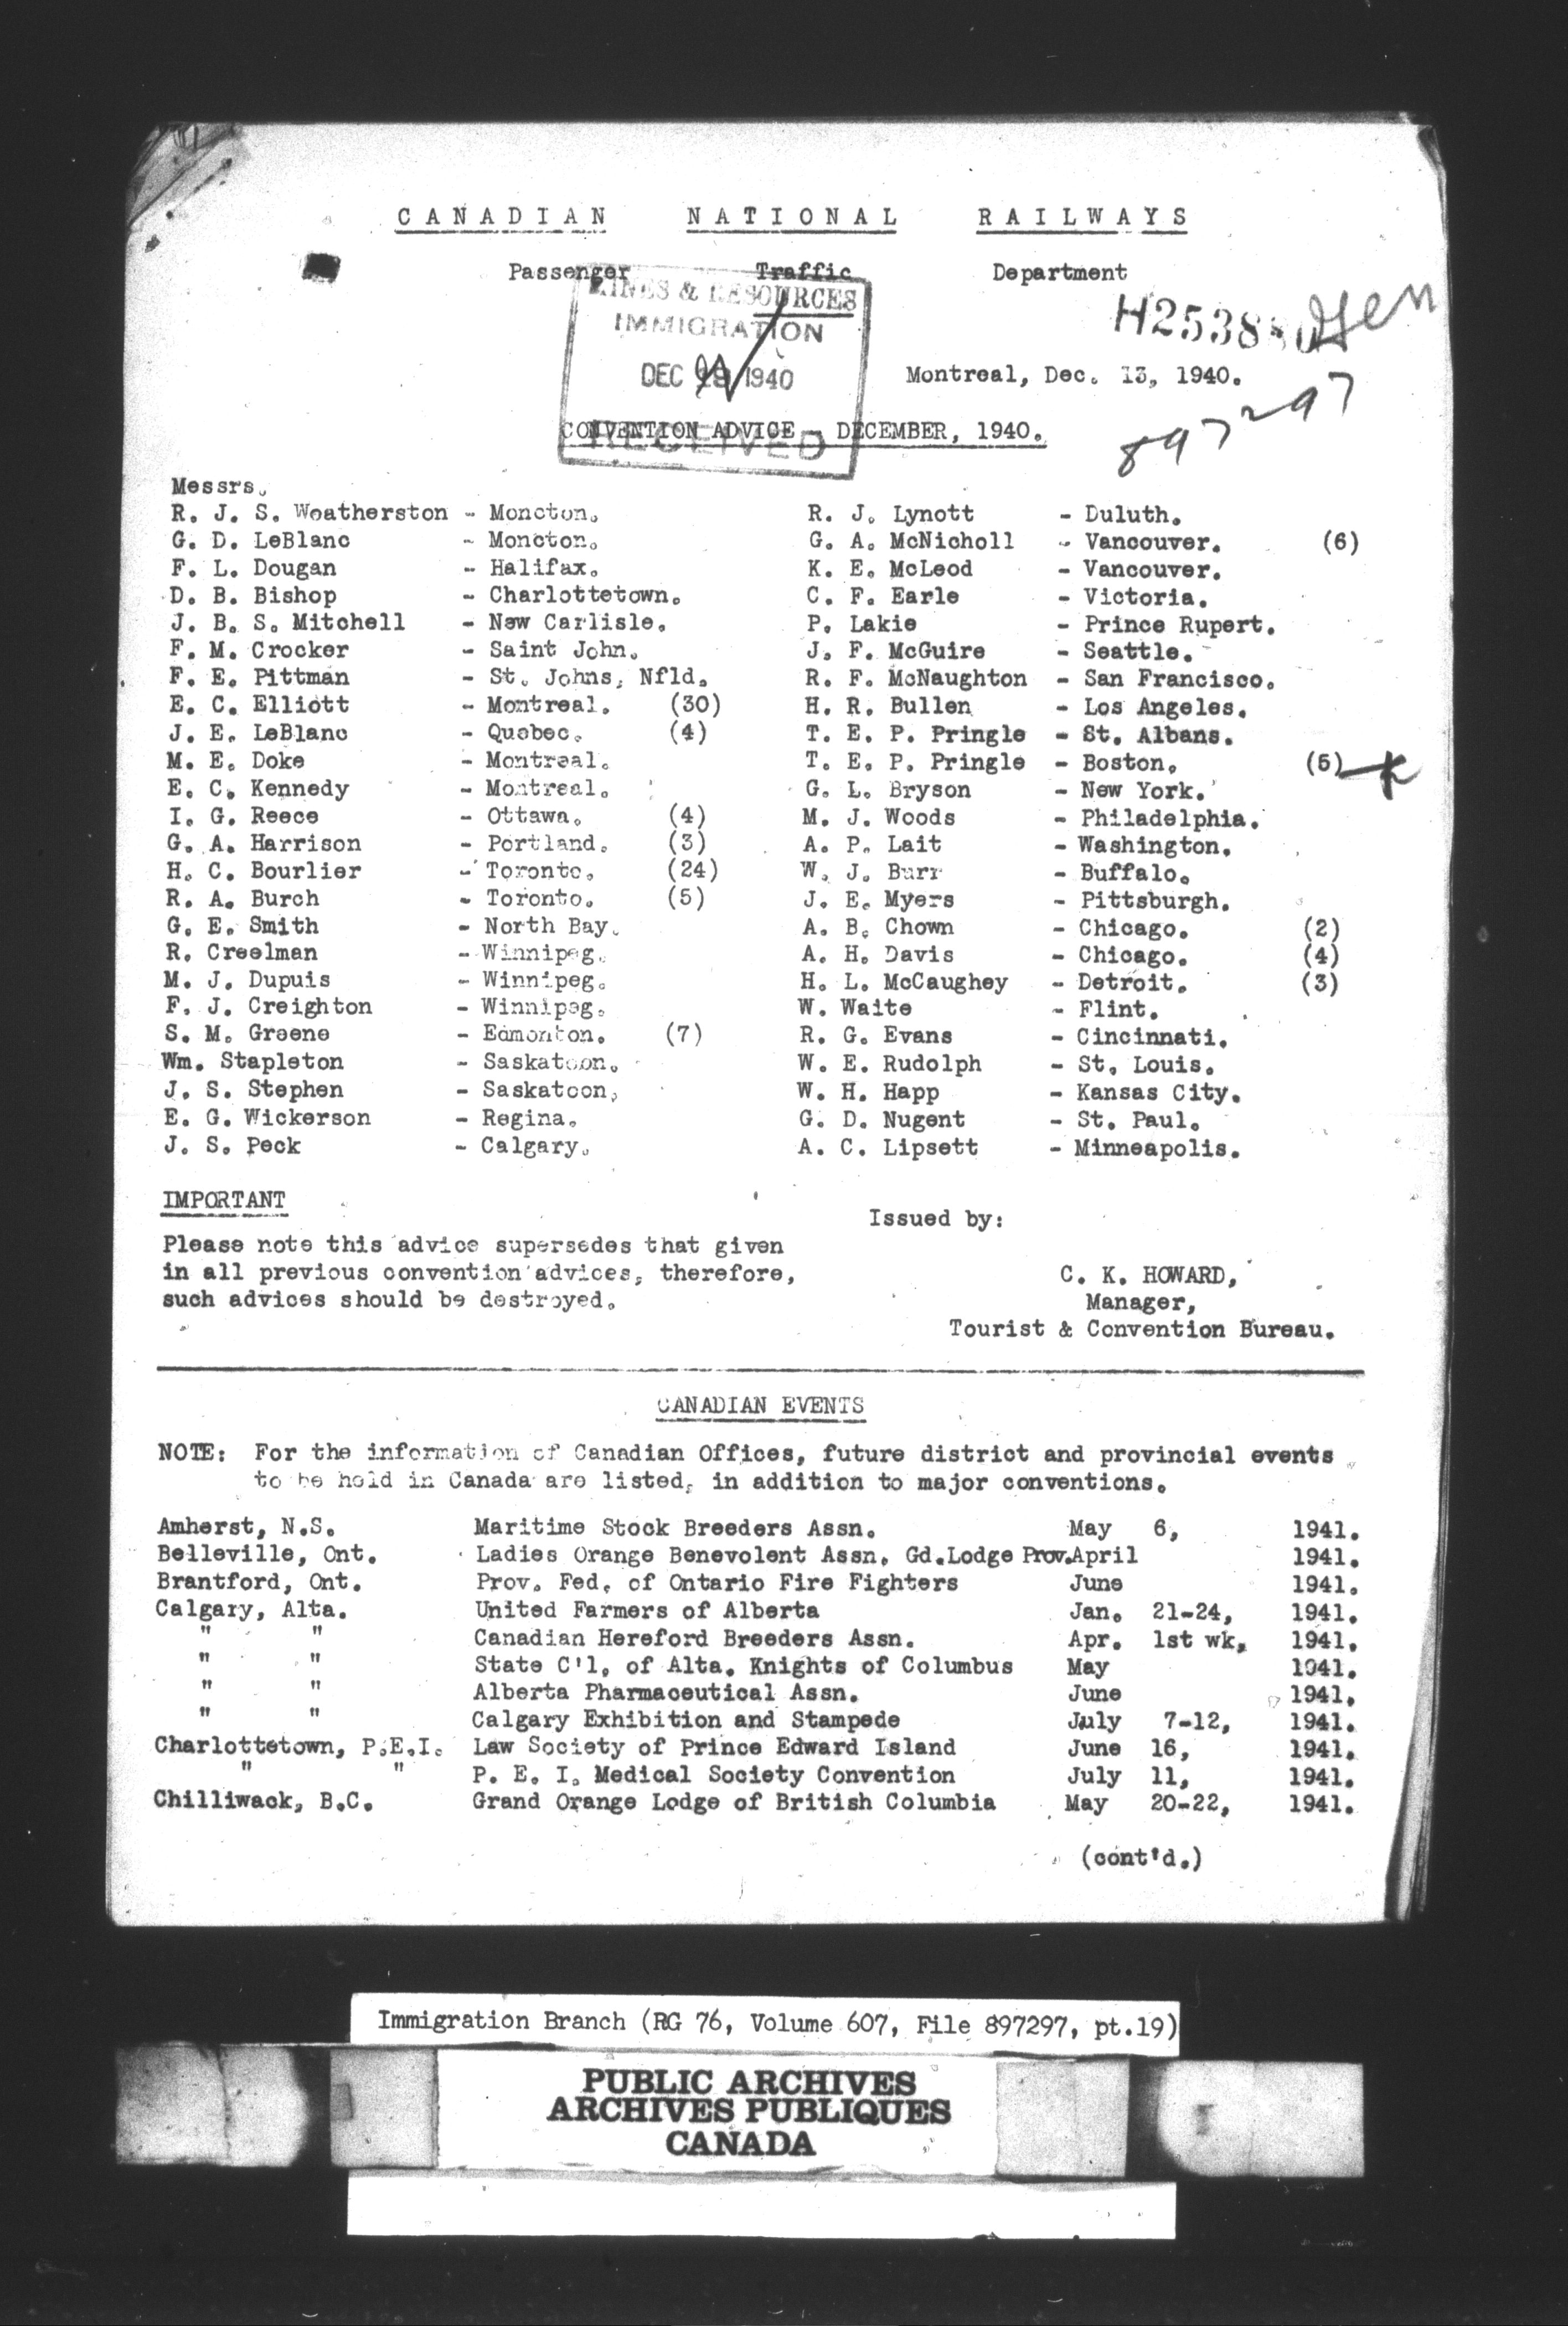 CANADIAN NATIONAL RAILWAYS
Passenger Traffic Department
MINES & RESOURCES
IMMIGRATION
H25388
DEC 1940
Montreal, Dec. 13, 1940.
RECEIVED
CONVENTION ADVICE - DECEMBER, 1940.
897297
Messrs.
R. J. S. Weatherston - Moncton. R. J. Lynott - Duluth.
G. D. LeBlanc - Moncton. G. A. McNicholl - Vancouver. (6)
F. L. Dougan - Halifax. K. E. McLeod - Vancouver.
D. B. Bishop - Charlottetown. C. F. Earle - Victoria.
J. B. S. Mitchell - New Carlisle. P. Lakie - Prince Rupert.
F. M. Crocker - Saint John. J. F. McGuire - Seattle.
F. E. Pittman - St. Johns, Nfld. R. F. McNaughton - San Francisco.
E. C. Elliott - Montreal. (30) H. R. Bullen - Los Angeles.
J. E. LeBlanc - Quebec. (4) T. E. P. Pringle - St. Albans.
M. E. Doke - Montreal. T. E. P. Pringle - Boston. (5)
E. C. Kennedy - Montreal. G. L. Bryson - New York.
I. G. Reece - Ottawa. (4) M. J. Woods - Philadelphia.
G. A. Harrison - Portland. (3) A. P. Lait - Washington.
H. C. Bourlier - Toronto. (24) W. J. Burr - Buffalo.
R. A. Burch - Toronto. (5) J. E. Myers - Pittsburgh.
G. E. Smith - North Bay. A. B. Chown - Chicago. (2)
R. Creelman - Winnipeg. A. H. Davis - Chicago. (4)
M. J. Dupuis - Winnipeg. H. L. McCaughey - Detroit. (3)
F. J. Creighton - Winnipeg. W. Waite - Flint.
S. M. Greene - Edmonton. (7) R. G. Evans - Cincinnati.
Wm. Stapleton - Saskatoon. W. E. Rudolph - St. Louis.
J. S. Stephen - Saskatoon. W. H. Happ - Kansas City.
E. G. Wickerson - Regina. G. D. Nugent - St. Paul.
J. S. Peck - Calgary. A. C. Lipsett - Minneapolis.
IMPORTANT
Issued by:
Please note this advice supersedes that given
in all previous convention advices, therefore,
such advices should be destroyed.
C. K. HOWARD,
Manager,
Tourist & Convention Bureau.
CANADIAN EVENTS
NOTE: For the information of Canadian Offices, future district and provincial events
to be held in Canada are listed, in addition to major conventions.
Amherst, N.S. Maritime Stock Breeders Assn. May 6, 1941.
Belleville, Ont. Ladies Orange Benevolent Assn. Gd.Lodge Prov.April 1941.
Brantford, Ont. Prov. Fed. of Ontario Fire Fighters June 1941.
Calgary, Alta. United Farmers of Alberta Jan. 21-24, 1941.
" " Canadian Hereford Breeders Assn. Apr. 1st wk. 1941.
" " State C'l. of Alta. Knights of Columbus May 1941.
" " Alberta Pharmaceutical Assn. June 1941.
" " Calgary Exhibition and Stampede July 7-12, 1941.
Charlottetown, P.E.I. Law Society of Prince Edward Island June 16, 1941.
" " P. E. I. Medical Society Convention July 11, 1941.
Chilliwack, B.C. Grand Orange Lodge of British Columbia May 20-22, 1941.
(cont'd.)
Immigration Branch (RG 76, Volume 607, File 897297, pt.19)
PUBLIC ARCHIVES
ARCHIVES PUBLIQUES
CANADA